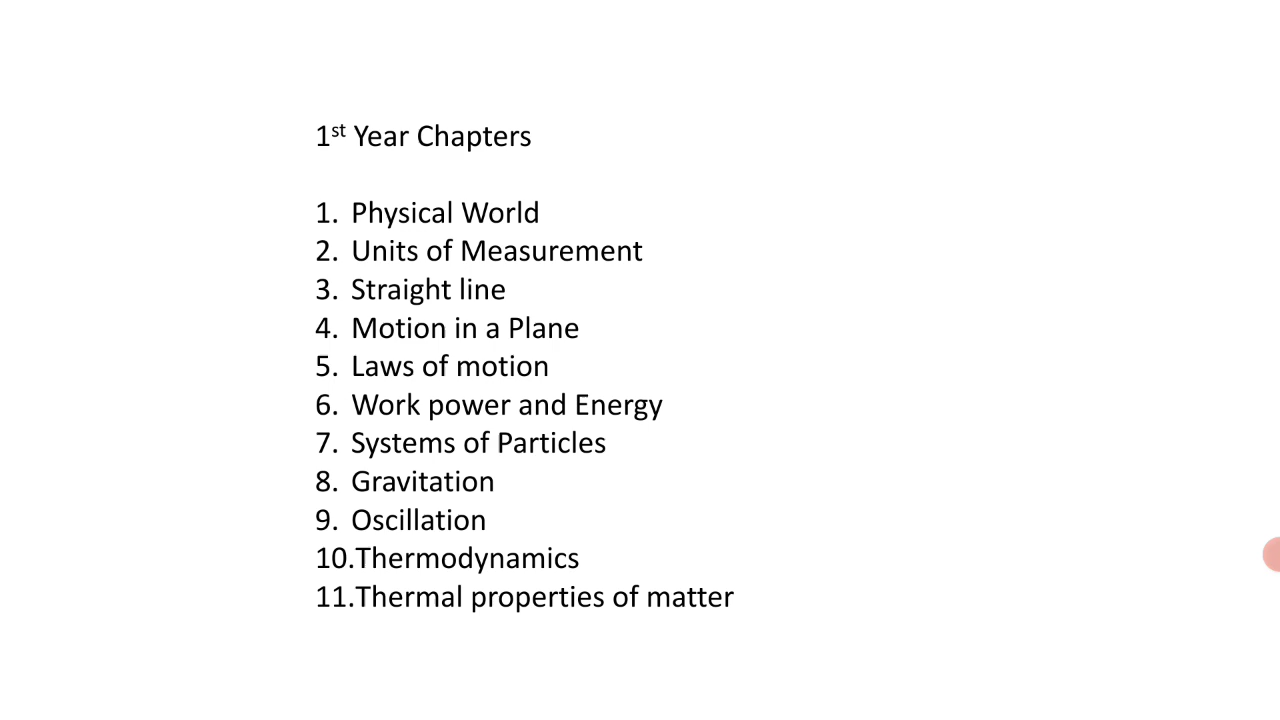 1st Year Chapters
1. Physical World
2. Units of Measurement
3. Straight line
4. Motion in a Plane
5. Laws of motion
6. Work power and Energy
7. Systems of Particles
8. Gravitation
9. Oscillation
10.Thermodynamics
11.Thermal properties of matter